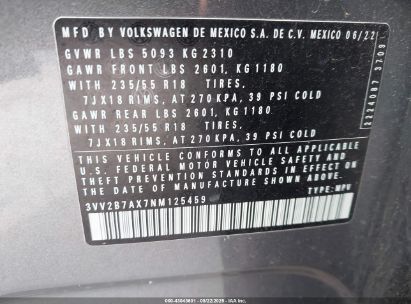 MFD BY VOLKSWAGEN DE MEXICO S.A. DE C.V. MEXICO 06/22
GVWR LBS 5093 KG 2310
GAWR FRONT LBS 2601, KG 1180
WITH 235/55 R18 TIRES.
7JX18 RIMS, AT 270 KPA, 39 PSI COLD
GAWR REAR LBS 2601, KG 1180
WITH 235/55 R18 TIRES.
7JX18 RIMS, AT 270 KPA, 39 PSI COLD
THIS VEHICLE CONFORMS TO ALL APPLICABLE
U.S. FEDERAL MOTOR VEHICLE SAFETY AND
THEFT PREVENTION STANDARDS IN EFFECT ON
THE DATE OF MANUFACTURE SHOWN ABOVE.
3VV2B7AX7NM125459 TYPE: MPV
2224087 3709